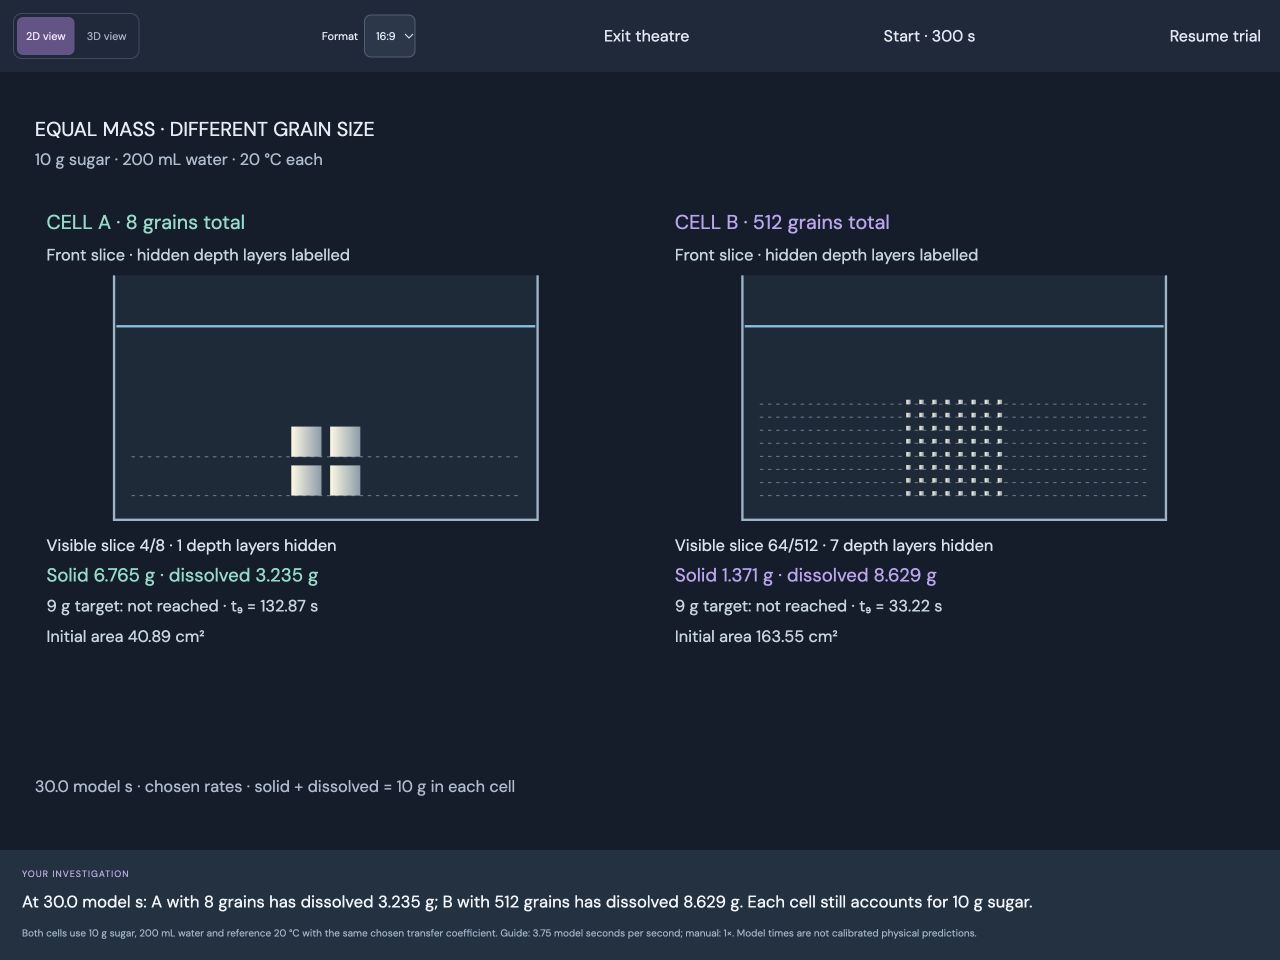 2D view 3D view Format 16:9 Exit theatre Start · 300 s Resume trial
EQUAL MASS · DIFFERENT GRAIN SIZE
10 g sugar · 200 mL water · 20 °C each
CELL A · 8 grains total
Front slice · hidden depth layers labelled
Visible slice 4/8 · 1 depth layers hidden
Solid 6.765 g · dissolved 3.235 g
9 g target: not reached · t₉ = 132.87 s
Initial area 40.89 cm²
CELL B · 512 grains total
Front slice · hidden depth layers labelled
Visible slice 64/512 · 7 depth layers hidden
Solid 1.371 g · dissolved 8.629 g
9 g target: not reached · t₉ = 33.22 s
Initial area 163.55 cm²
30.0 model s · chosen rates · solid + dissolved = 10 g in each cell
YOUR INVESTIGATION
At 30.0 model s: A with 8 grains has dissolved 3.235 g; B with 512 grains has dissolved 8.629 g. Each cell still accounts for 10 g sugar.
Both cells use 10 g sugar, 200 mL water and reference 20 °C with the same chosen transfer coefficient. Guide: 3.75 model seconds per second; manual: 1×. Model times are not calibrated physical predictions.